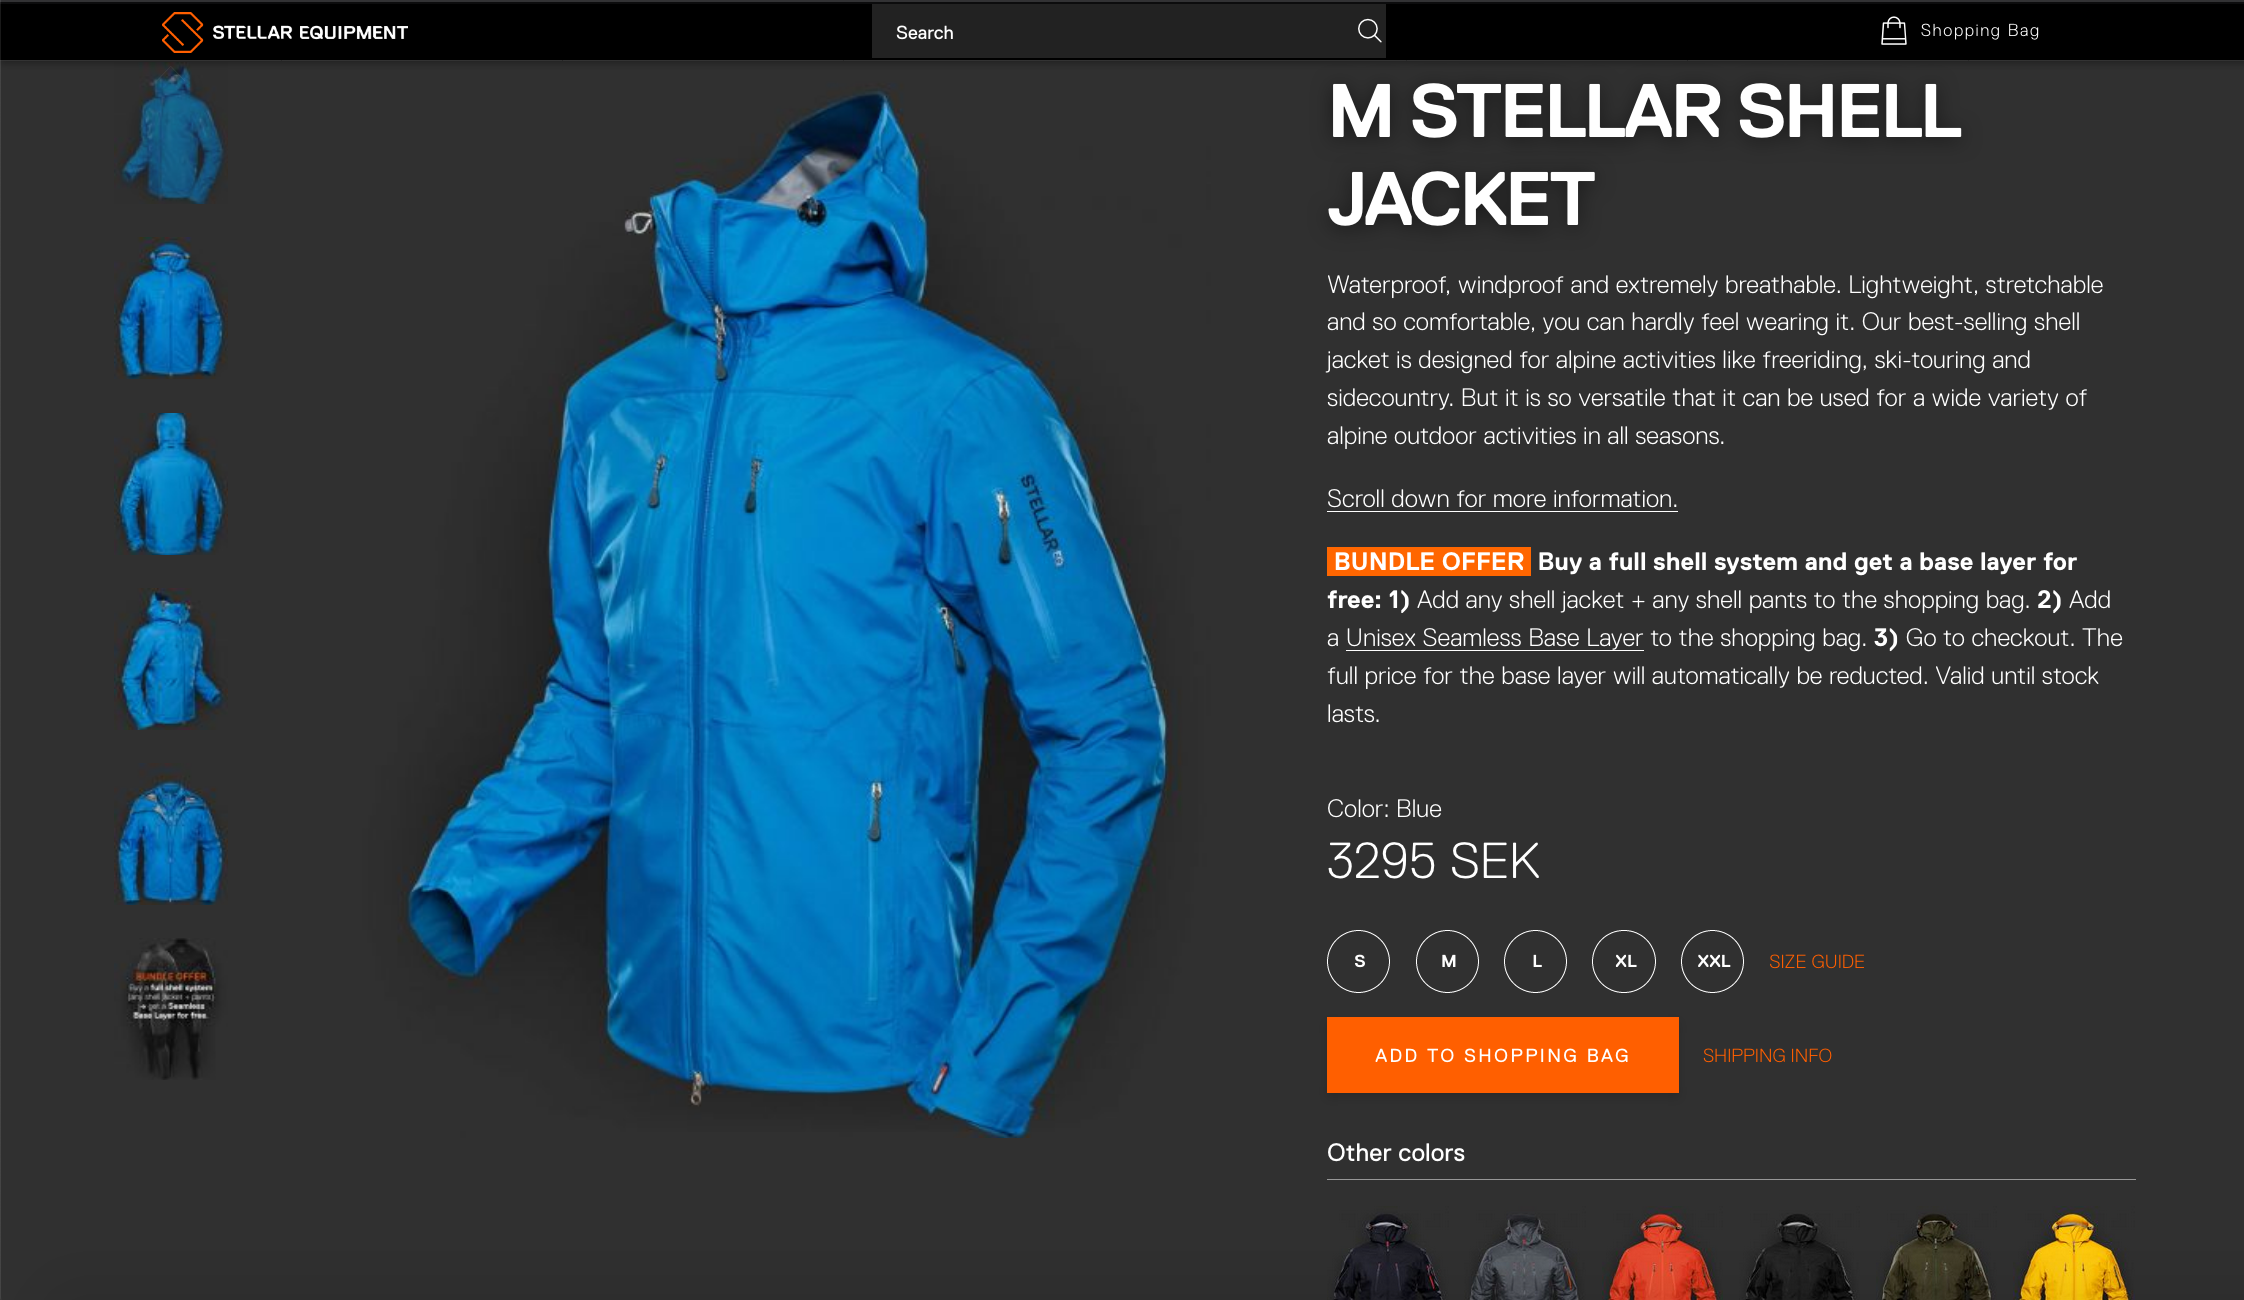 STELLAR EQUIPMENT
Search
Shopping Bag
M STELLAR SHELL
JACKET
Waterproof, windproof and extremely breathable. Lightweight, stretchable
and so comfortable, you can hardly feel wearing it. Our best-selling shell
jacket is designed for alpine activities like freeriding, ski-touring and
sidecountry. But it is so versatile that it can be used for a wide variety of
alpine outdoor activities in all seasons.
Scroll down for more information.
BUNDLE OFFER Buy a full shell system and get a base layer for
free: 1) Add any shell jacket + any shell pants to the shopping bag. 2) Add
a Unisex Seamless Base Layer to the shopping bag. 3) Go to checkout. The
full price for the base layer will automatically be reducted. Valid until stock
lasts.
Color: Blue
3295 SEK
S M L XL XXL SIZE GUIDE
ADD TO SHOPPING BAG SHIPPING INFO
Other colors
STELLAR EQ
BUNDLE OFFER
Buy a full shell system
(any shell jacket + pants)
get a Seamless
Base Layer for free.